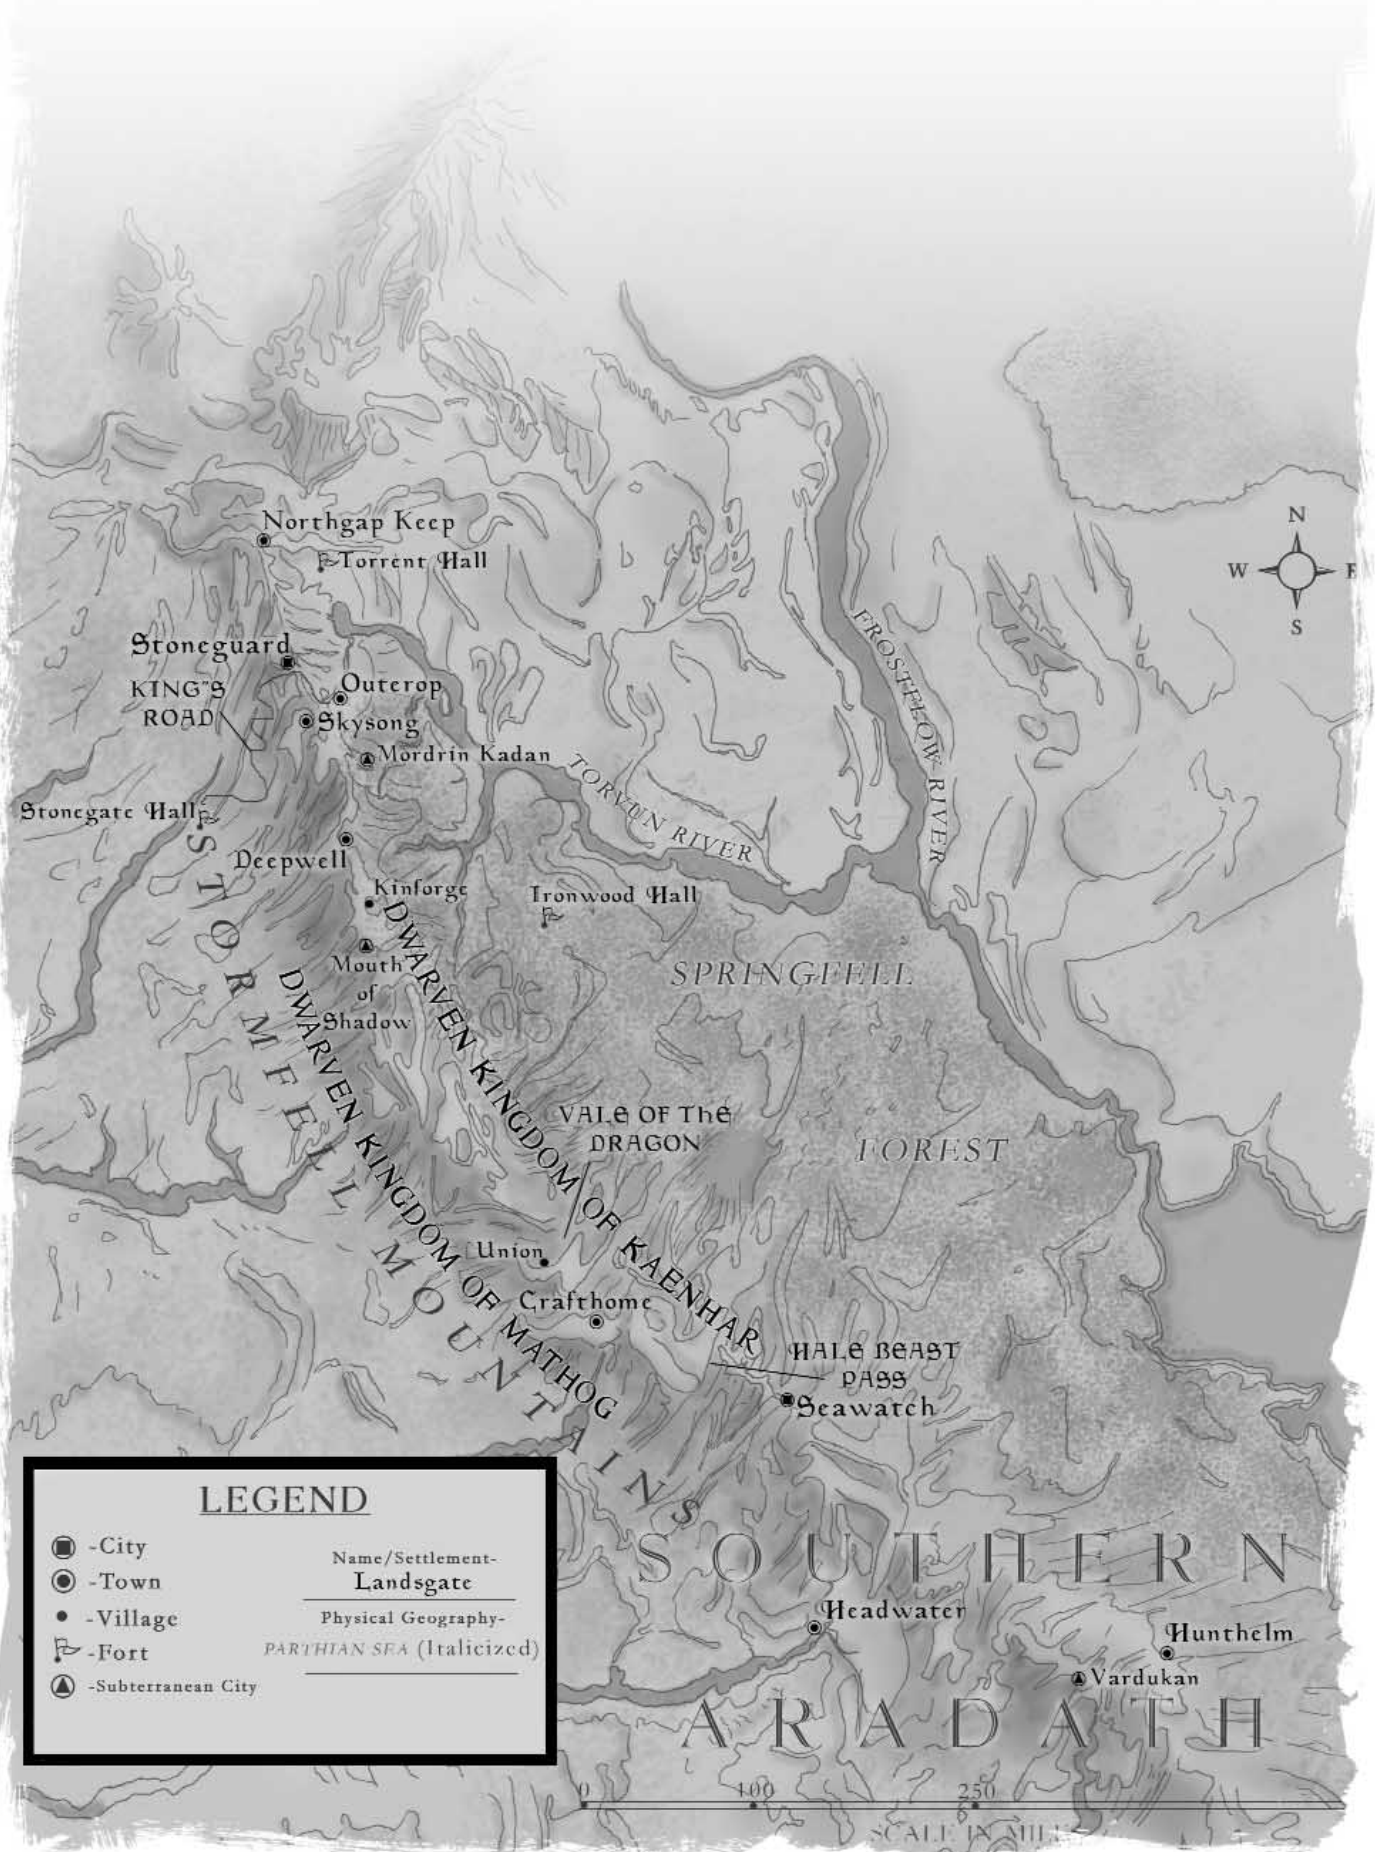 Northgap Keep
Torrent Hall
N
W E
S
Stoneguard
KING"S
ROAD
Outerop
Skysong
Mordrin Kadan
FROSTFLOW RIVER
TORVUN RIVER
Stonegate Hall
Deepwell
Kinforge
Ironwood Hall
Mouth
of
Shadow
SPRINGFELL
FOREST
STORMFELL MOUNTAINS
DWARVEN KINGDOM OF KAENHAR
DWARVEN KINGDOM OF MATHOG
VALE OF THE
DRAGON
Union
Crafthome
HALE BEAST
PASS
Seawatch
LEGEND
-City
-Town
-Village
-Fort
-Subterranean City
Name/Settlement-
Landsgate
Physical Geography-
PARTHIAN SEA (Italicized)
SOUTHERN
Headwater
Hunthelm
Vardukan
ARADATH
0 100 250
SCALE IN MILES